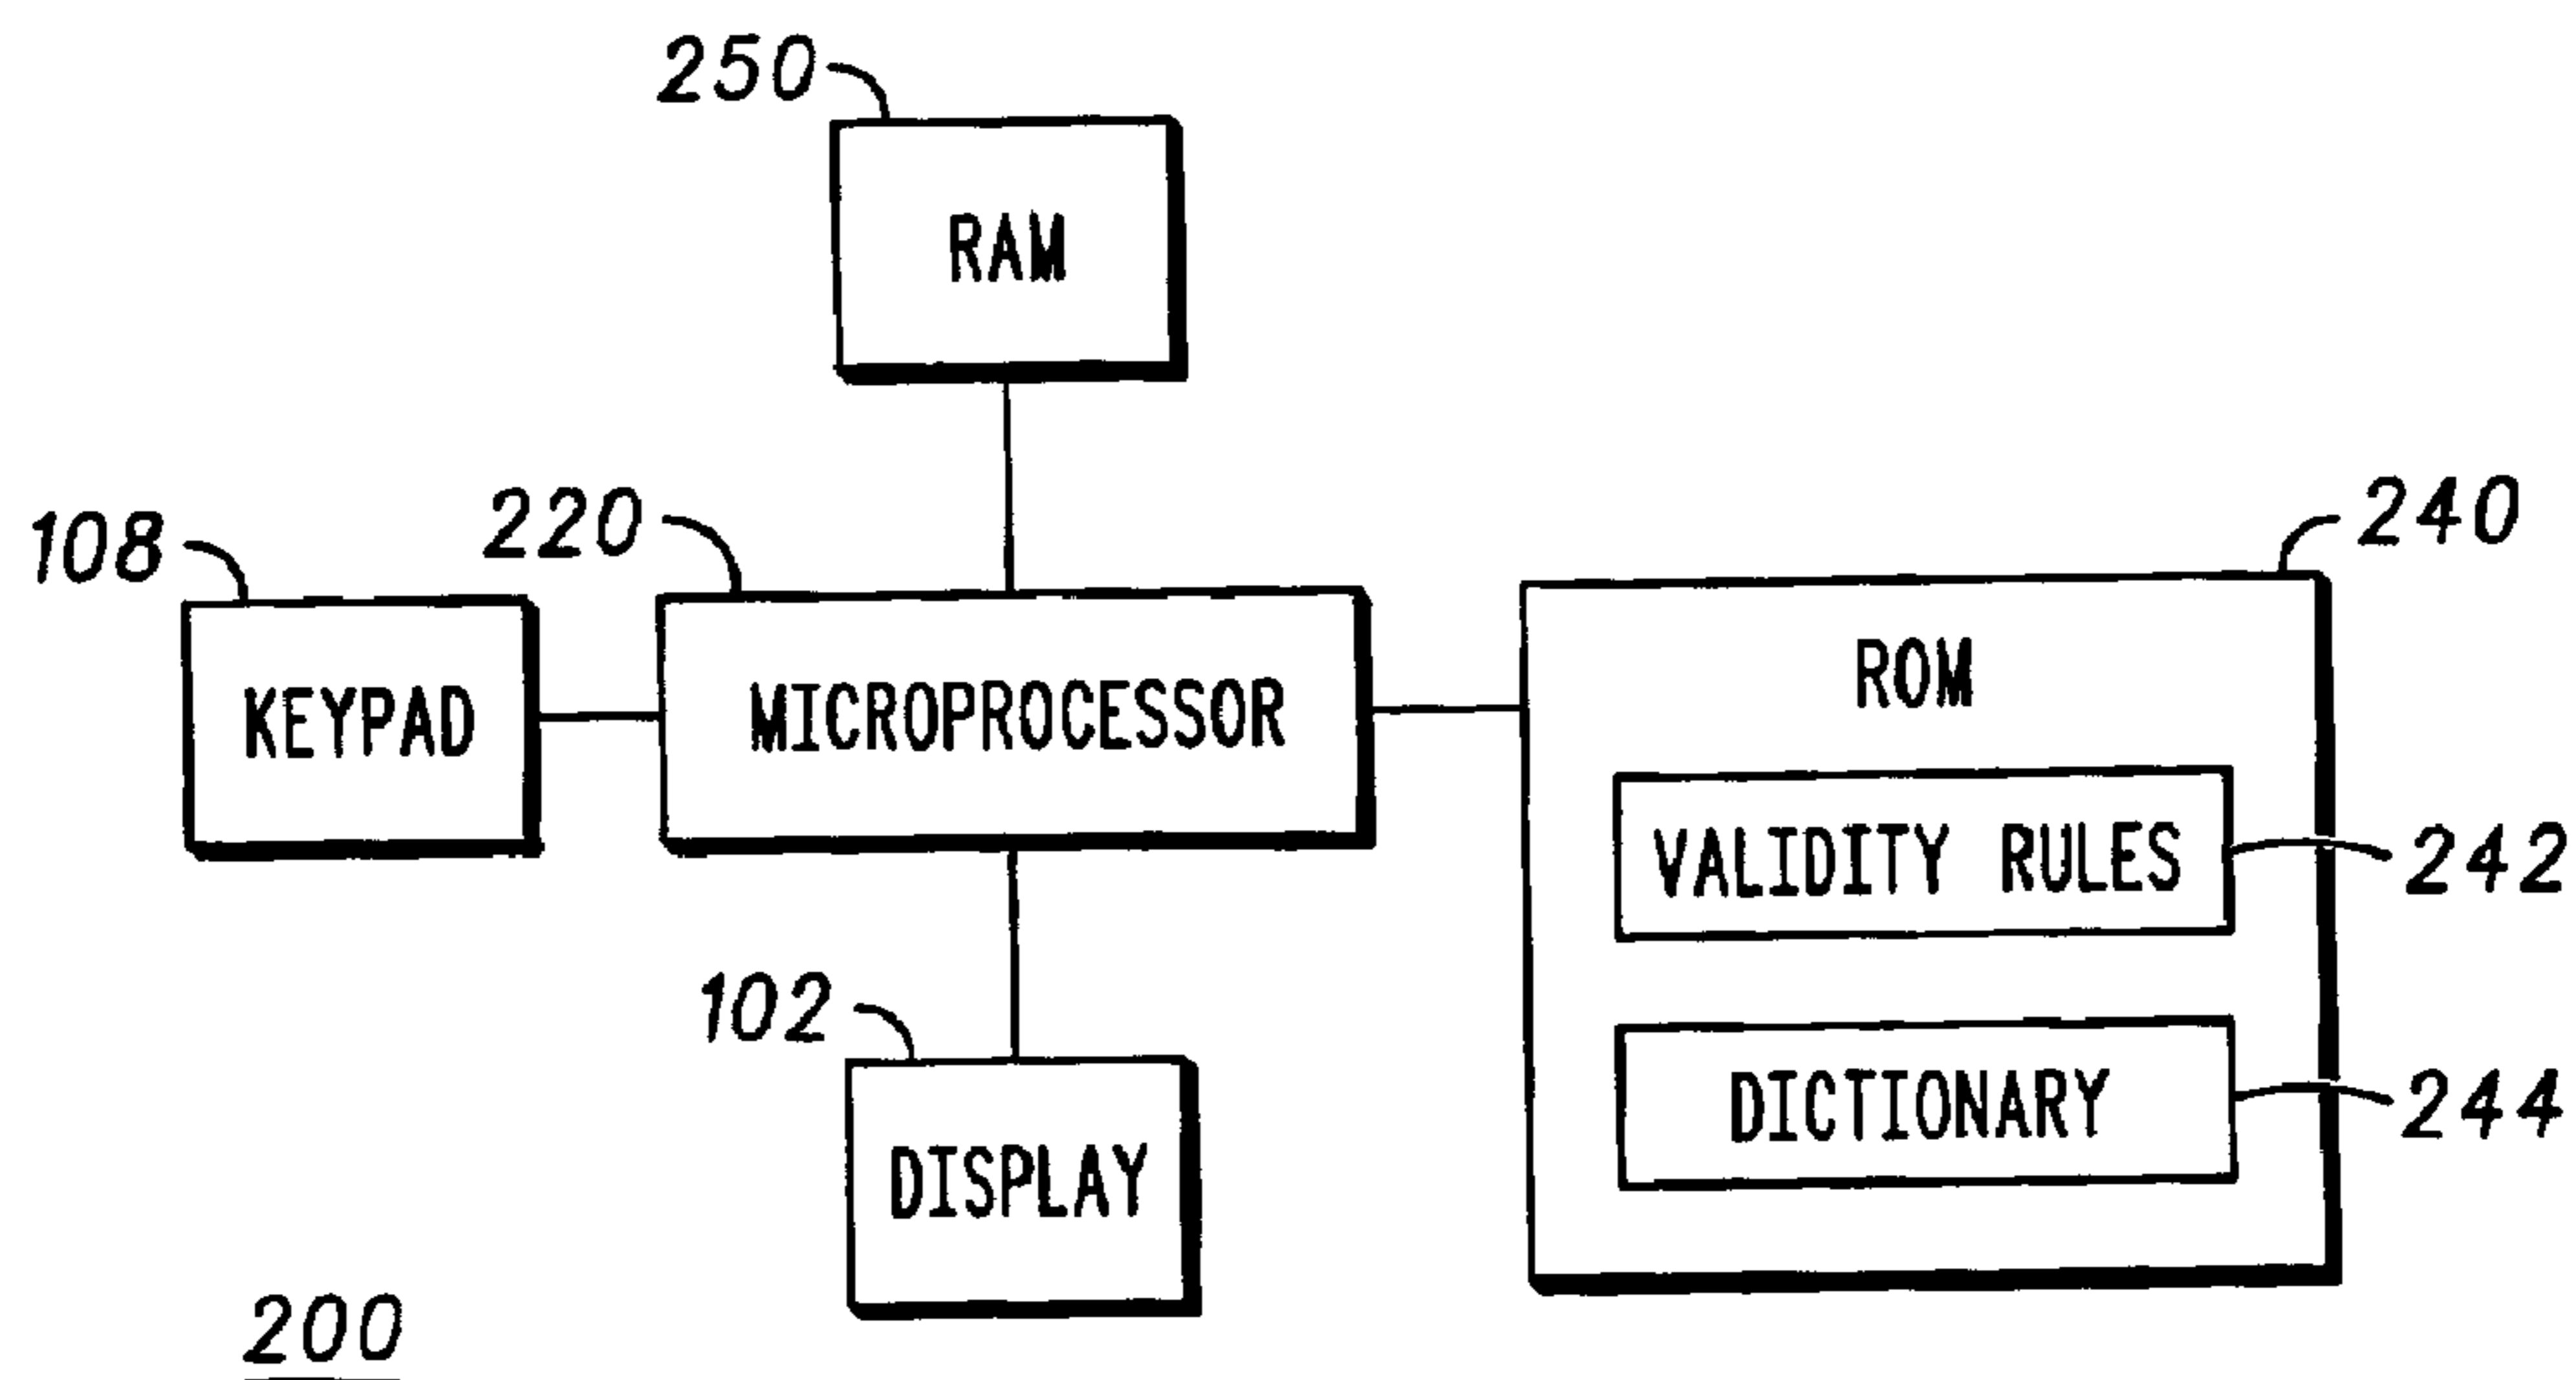 250
RAM
108
220
240
KEYPAD
MICROPROCESSOR
ROM
VALIDITY RULES
242
102
DISPLAY
DICTIONARY
244
200